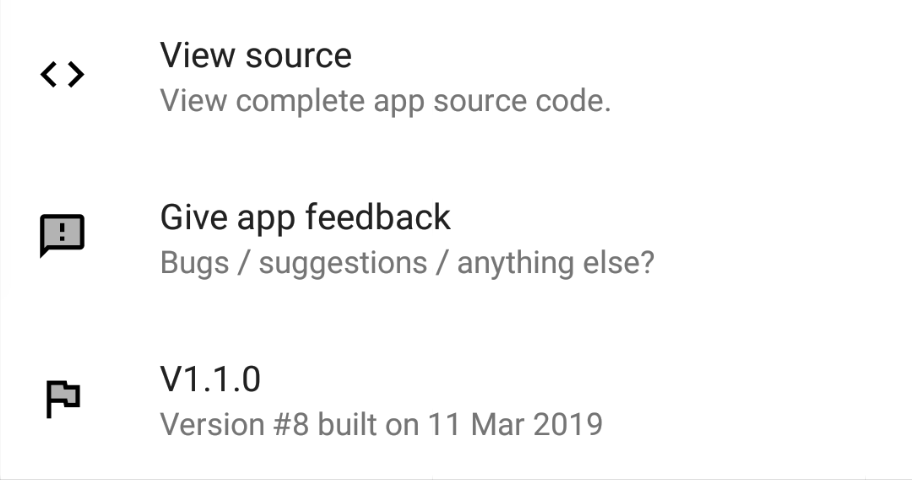 View source
View complete app source code.
Give app feedback
Bugs / suggestions / anything else?
V1.1.0
Version #8 built on 11 Mar 2019